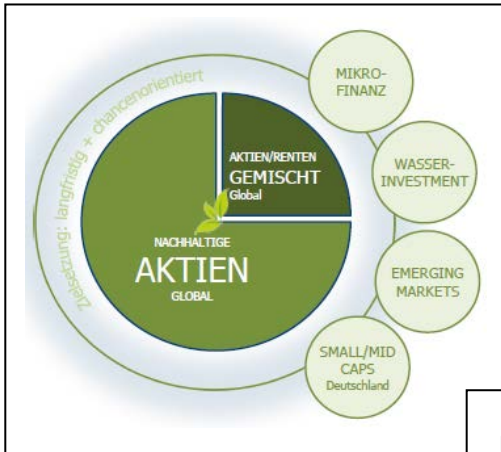 Zielsetzung: langfristig + chancenorientiert
AKTIEN/RENTEN
GEMISCHT
Global
NACHHALTIGE
AKTIEN
GLOBAL
MIKRO-
FINANZ
WASSER-
INVESTMENT
EMERGING
MARKETS
SMALL/MID
CAPS
Deutschland